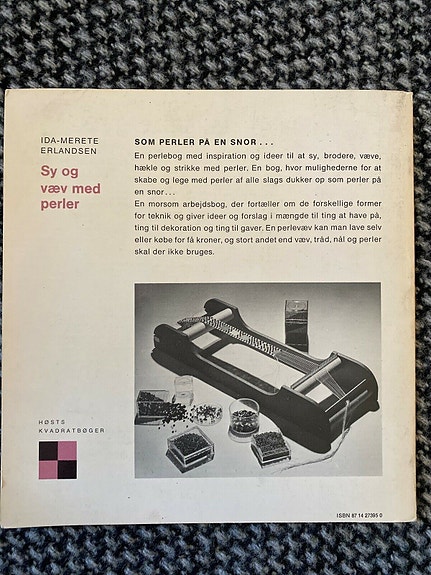 IDA-MERETE
ERLANDSEN
Sy og
væv med
perler
SOM PERLER PÅ EN SNOR . . .
En perlebog med inspiration og ideer til at sy, brodere, væve,
hækle og strikke med perler. En bog, hvor mulighederne for at
skabe og lege med perler af alle slags dukker op som perler på
en snor . . .
En morsom arbejdsbog, der fortæller om de forskellige former
for teknik og giver ideer og forslag i mængde til ting at have på,
ting til dekoration og ting til gaver. En perlevæv kan man lave selv
eller købe for få kroner, og stort andet end væv, tråd, nål og perler
skal der ikke bruges.
HØSTS
KVADRATBØGER
ISBN 87 14 27395 0